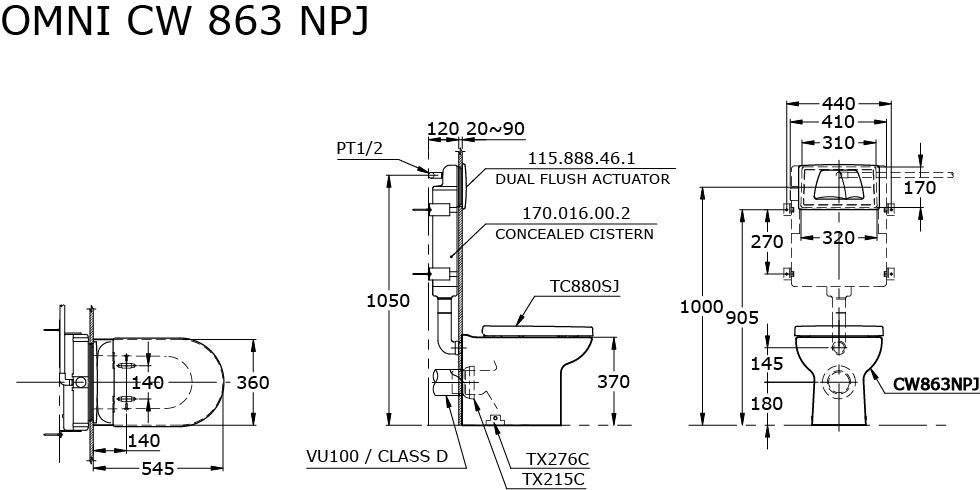 OMNI CW 863 NPJ
440
120 20~90
410
310
PT1/2
115.888.46.1
DUAL FLUSH ACTUATOR
170
170.016.00.2
CONCEALED CISTERN
320
270
TC880SJ
1050
1000
905
145
140
360
370
CW863NPJ
180
140
VU100 / CLASS D
TX276C
545
TX215C